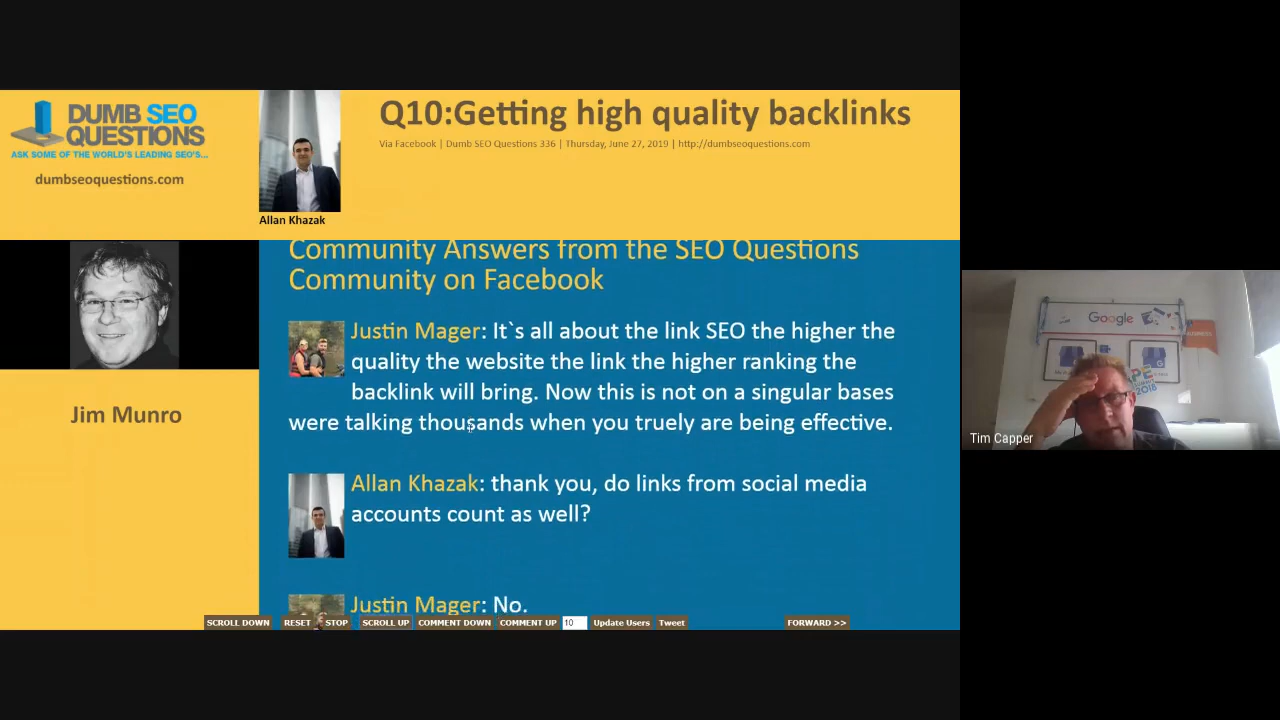 DUMB SEO
QUESTIONS
ASK SOME OF THE WORLD'S LEADING SEO'S...
dumbseoquestions.com
Allan Khazak
Q10:Getting high quality backlinks
Via Facebook | Dumb SEO Questions 336 | Thursday, June 27, 2019 | http://dumbseoquestions.com
Jim Munro
Community Answers from the SEO Questions
Community on Facebook
Justin Mager: It`s all about the link SEO the higher the
quality the website the link the higher ranking the
backlink will bring. Now this is not on a singular bases
were talking thousands when you truely are being effective.
Allan Khazak: thank you, do links from social media
accounts count as well?
Justin Mager: No.
SCROLL DOWN RESET STOP SCROLL UP COMMENT DOWN COMMENT UP 10 Update Users Tweet FORWARD >>
Google
2018
Tim Capper